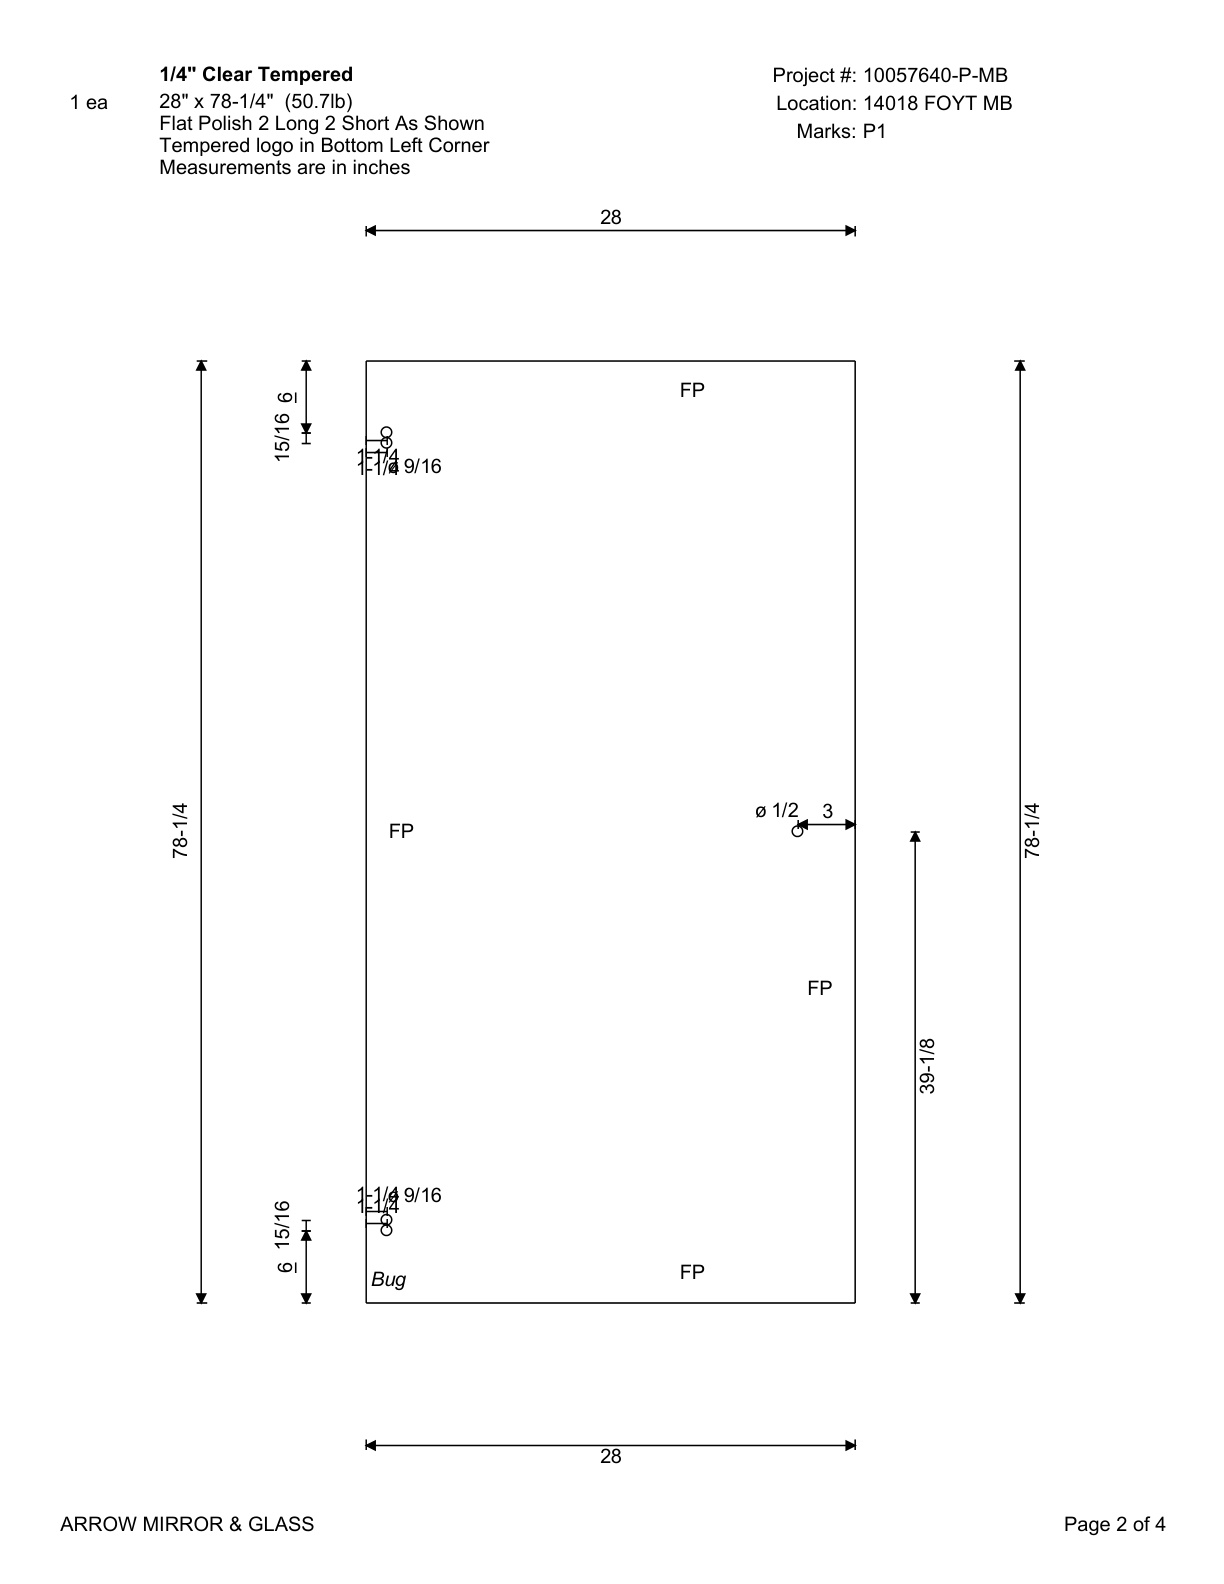 1/4" Clear Tempered
1 ea
28" x 78-1/4" (50.7lb)
Flat Polish 2 Long 2 Short As Shown
Tempered logo in Bottom Left Corner
Measurements are in inches
Project #: 10057640-P-MB
Location: 14018 FOYT MB
Marks: P1
28
6
15/16
FP
1-1/4
1-1/4
ø 9/16
78-1/4
FP
ø 1/2
3
78-1/4
FP
39-1/8
1-1/4
ø 9/16
1-1/4
15/16
6
Bug
FP
28
ARROW MIRROR & GLASS
Page 2 of 4